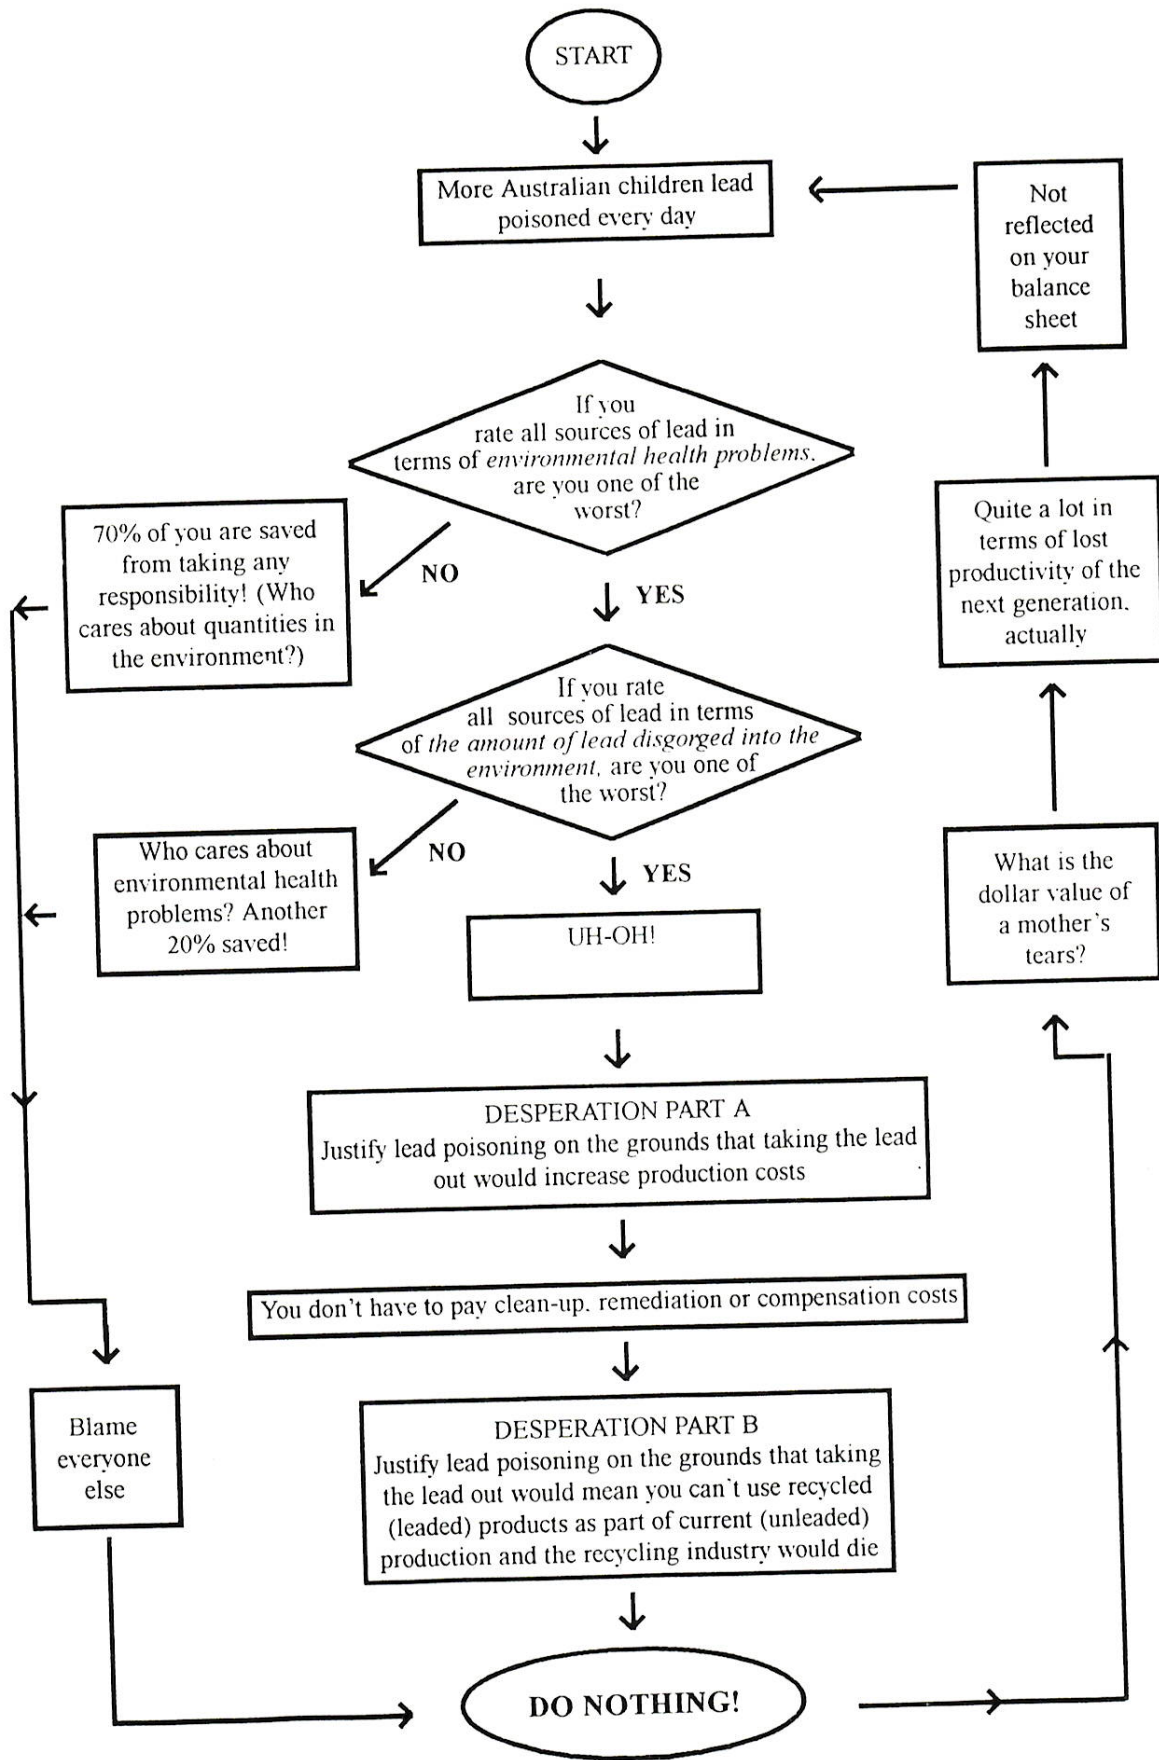 START
More Australian children lead
poisoned every day
Not
reflected
on your
balance
sheet
If you
rate all sources of lead in
terms of environmental health problems,
are you one of the
worst?
70% of you are saved
from taking any
responsibility! (Who
cares about quantities in
the environment?)
NO
YES
Quite a lot in
terms of lost
productivity of the
next generation,
actually
If you rate
all sources of lead in terms
of the amount of lead disgorged into the
environment, are you one of
the worst?
Who cares about
environmental health
problems? Another
20% saved!
NO
YES
What is the
dollar value of
a mother's
tears?
UH-OH!
DESPERATION PART A
Justify lead poisoning on the grounds that taking the lead
out would increase production costs
You don't have to pay clean-up, remediation or compensation costs
Blame
everyone
else
DESPERATION PART B
Justify lead poisoning on the grounds that taking
the lead out would mean you can't use recycled
(leaded) products as part of current (unleaded)
production and the recycling industry would die
DO NOTHING!